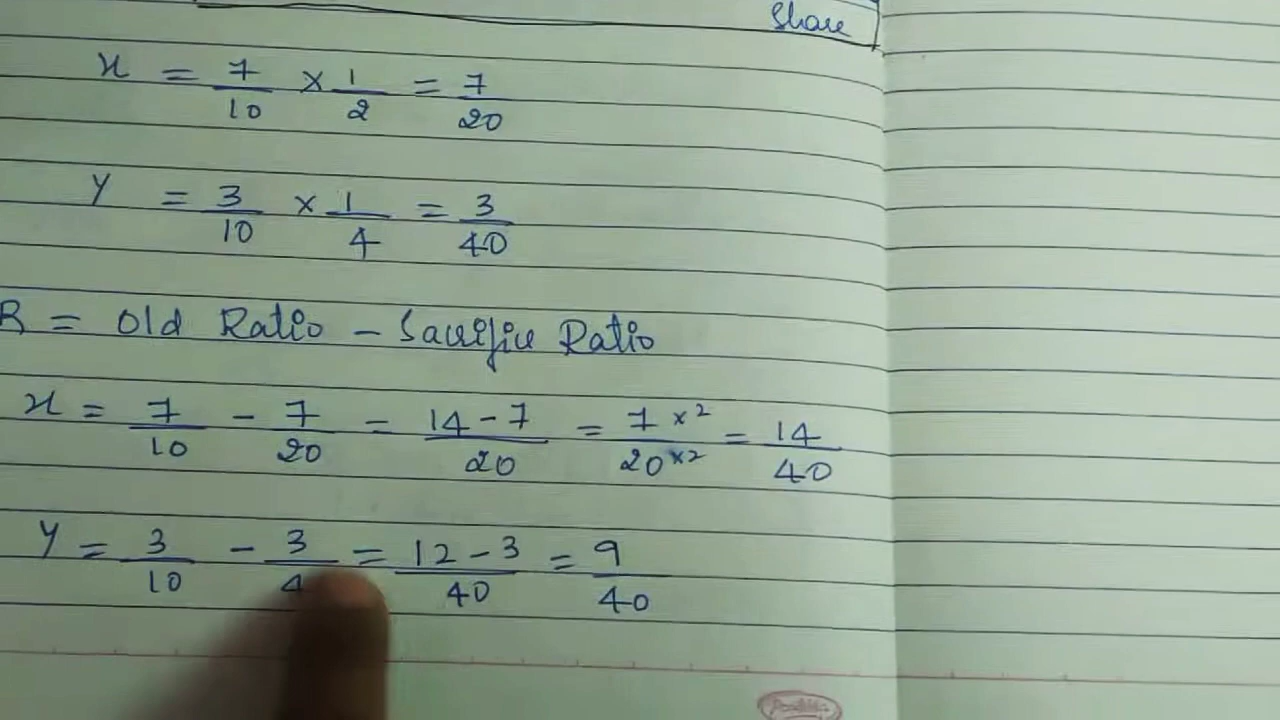 Share
x = 7/10 × 1/2 = 7/20
Y = 3/10 × 1/4 = 3/40
R = Old Ratio - Sacrifice Ratio
x = 7/10 - 7/20 = 14-7/20 = 7×2/20×2 = 14/40
Y = 3/10 - 3/4 = 12-3/40 = 9/40